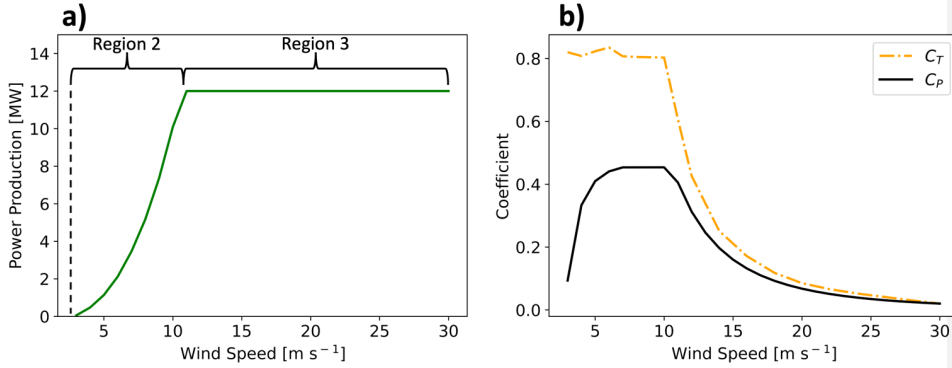 a)
Region 2
Region 3
Power Production [MW]
14
12
10
8
6
4
2
0
5
10
15
20
25
30
Wind Speed [m s⁻¹]
b)
C_T
C_P
Coefficient
0.8
0.6
0.4
0.2
0.0
5
10
15
20
25
30
Wind Speed [m s⁻¹]